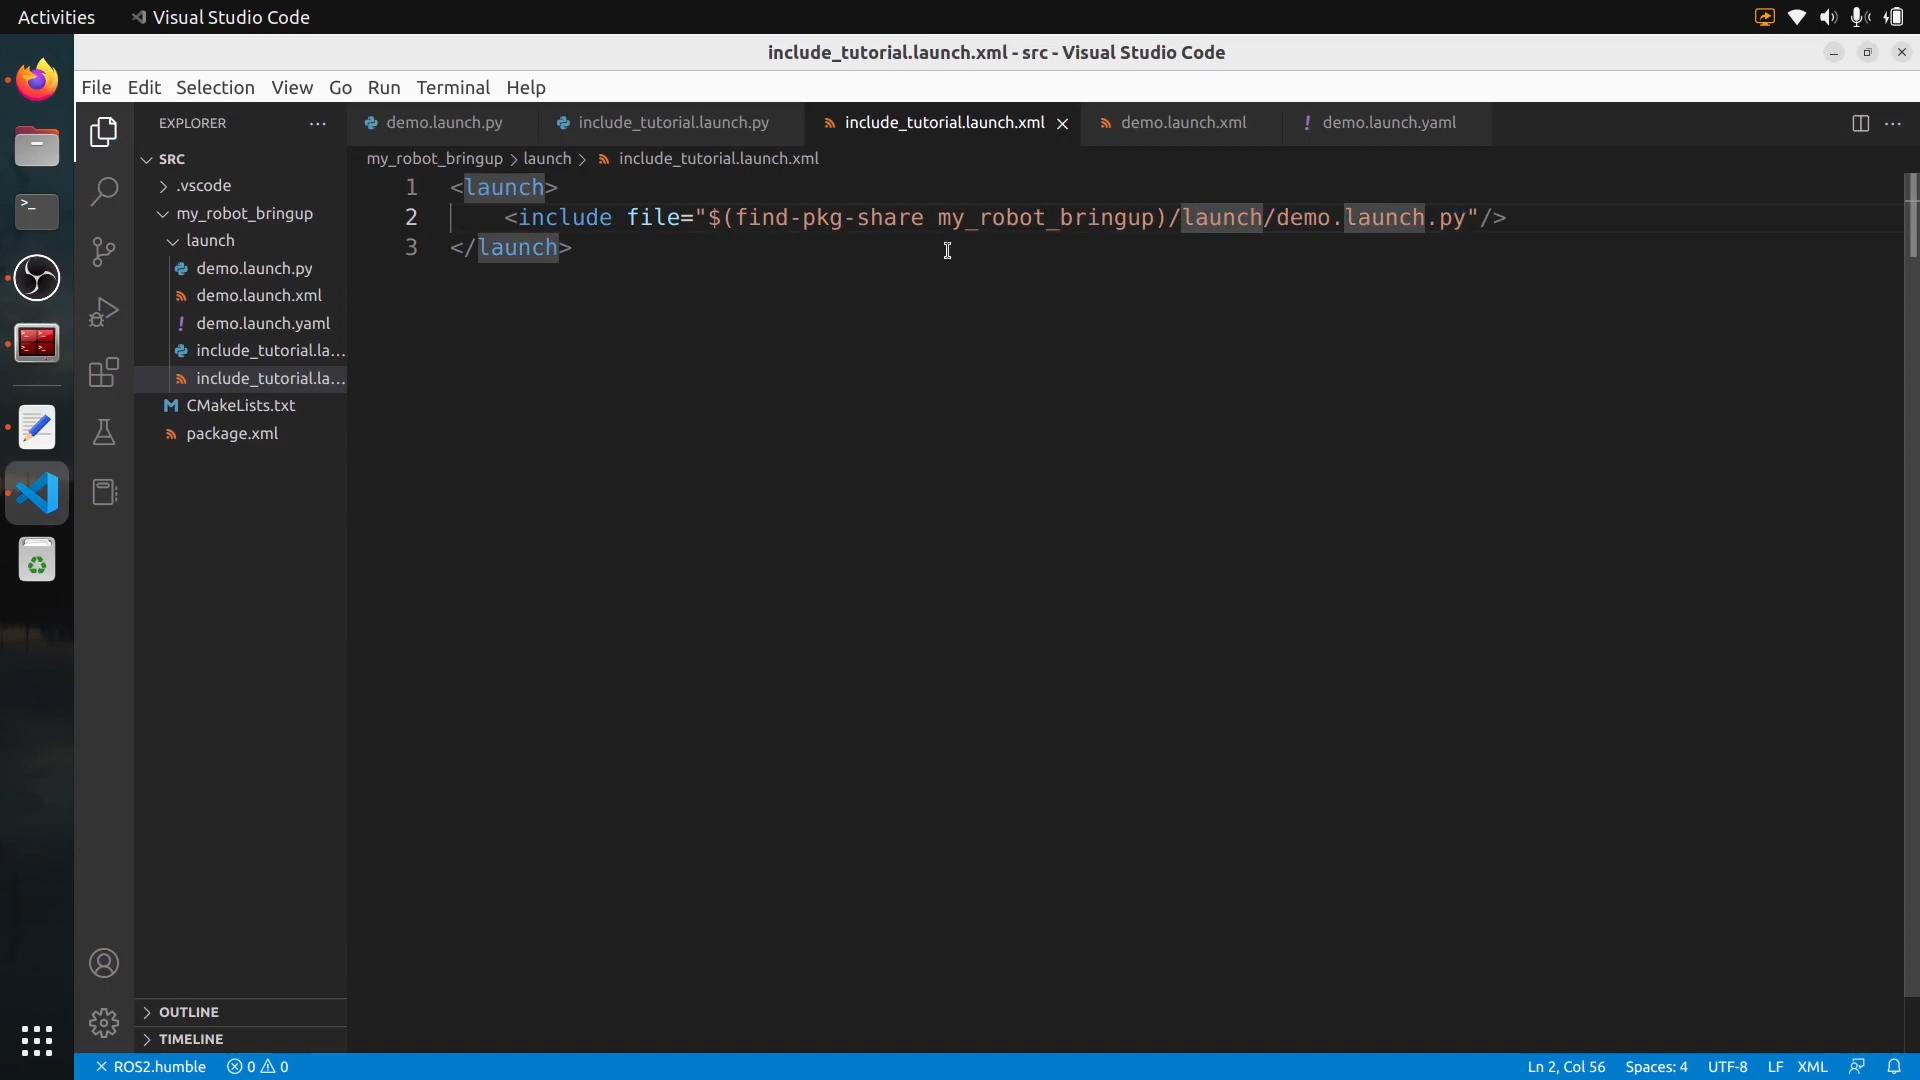 Activities
Visual Studio Code
include_tutorial.launch.xml - src - Visual Studio Code
File Edit Selection View Go Run Terminal Help
EXPLORER
demo.launch.py
include_tutorial.launch.py
include_tutorial.launch.xml
demo.launch.xml
! demo.launch.yaml
SRC
.vscode
my_robot_bringup
launch
demo.launch.py
demo.launch.xml
! demo.launch.yaml
include_tutorial.la...
include_tutorial.la...
M CMakeLists.txt
package.xml
OUTLINE
TIMELINE
my_robot_bringup > launch > include_tutorial.launch.xml
1 <launch>
2 <include file="$(find-pkg-share my_robot_bringup)/launch/demo.launch.py"/>
3 </launch>
ROS2.humble 0 0
Ln 2, Col 56 Spaces: 4 UTF-8 LF XML